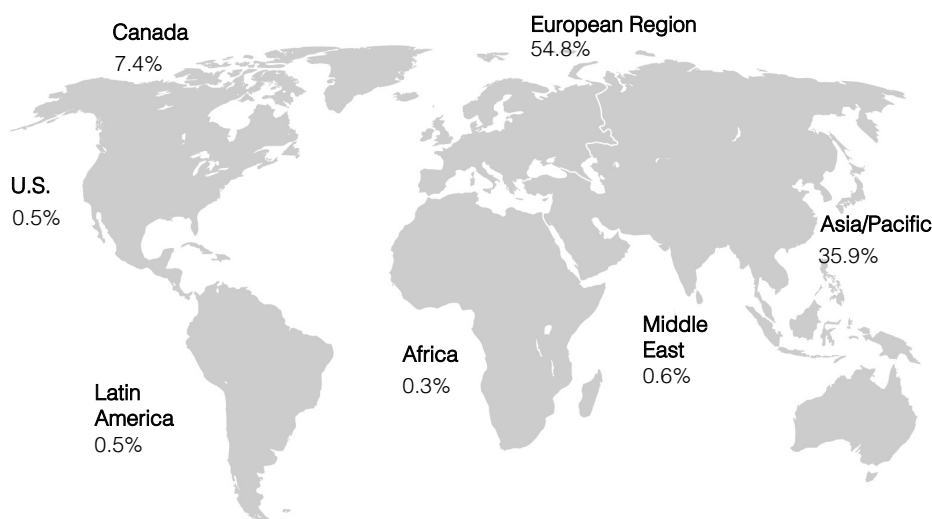 Canada
7.4%
European Region
54.8%
U.S.
0.5%
Asia/Pacific
35.9%
Middle
East
0.6%
Africa
0.3%
Latin
America
0.5%